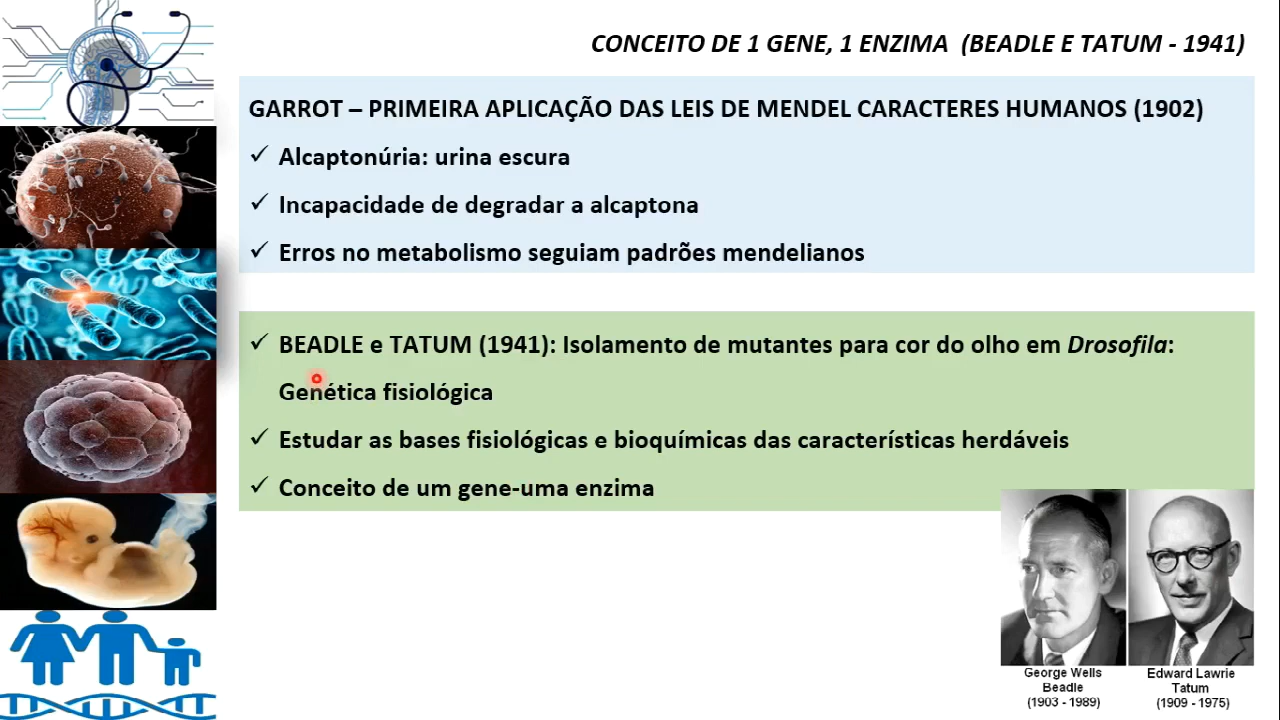 CONCEITO DE 1 GENE, 1 ENZIMA (BEADLE E TATUM - 1941)
GARROT – PRIMEIRA APLICAÇÃO DAS LEIS DE MENDEL CARACTERES HUMANOS (1902)
✓ Alcaptonúria: urina escura
✓ Incapacidade de degradar a alcaptona
✓ Erros no metabolismo seguiam padrões mendelianos
✓ BEADLE e TATUM (1941): Isolamento de mutantes para cor do olho em Drosofila:
Genética fisiológica
✓ Estudar as bases fisiológicas e bioquímicas das características herdáveis
✓ Conceito de um gene-uma enzima
George Wells
Beadle
(1903 - 1989)
Edward Lawrie
Tatum
(1909 - 1975)